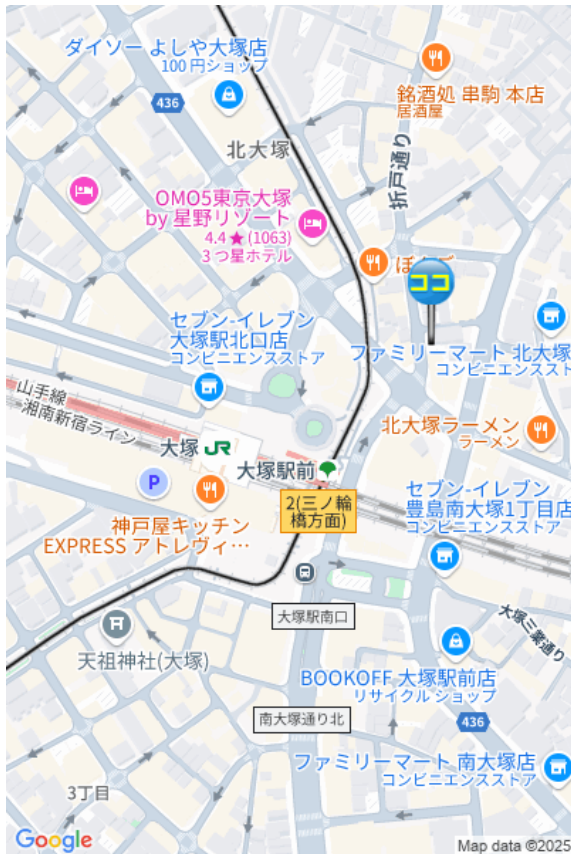 ダイソー よしや大塚店
100 円ショップ
436
銘酒処 串駒 本店
居酒屋
北大塚
折戸通り
OMO5東京大塚
by 星野リゾート
4.4 ★ (1063)
3 つ星ホテル
ココ
セブン-イレブン
大塚駅北口店
コンビニエンスストア
ファミリーマート 北大塚
コンビニエンススト
山手線
湘南新宿ライン
北大塚ラーメン
ラーメン
大塚 JR
大塚駅前
P
2(三ノ輪
橋方面)
セブン-イレブン
豊島南大塚1丁目店
コンビニエンスストア
神戸屋キッチン
EXPRESS アトレヴィ…
大塚駅南口
大塚三業通り
天祖神社(大塚)
BOOKOFF 大塚駅前店
リサイクル ショップ
南大塚通り北
436
ファミリーマート 南大塚店
コンビニエンスストア
3丁目
Google
Map data ©2025